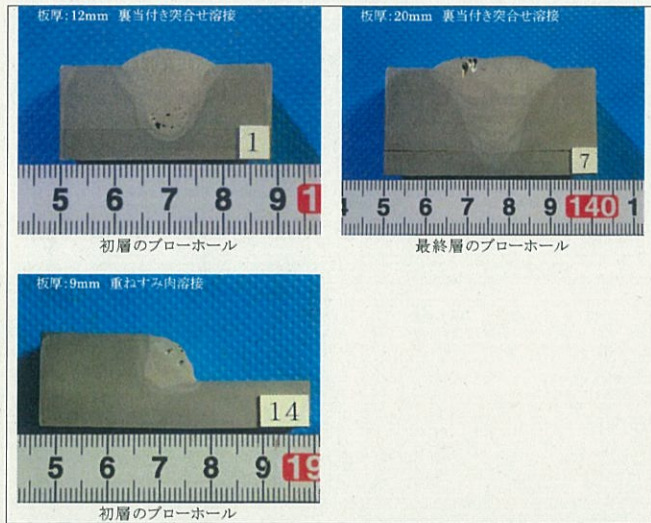 板厚:12mm 裏当付き突合せ溶接
1
5 6 7 8 9 1
初層のブローホール
板厚:20mm 裏当付き突合せ溶接
7
4 5 6 7 8 9 140 1
最終層のブローホール
板厚:9mm 重ねすみ肉溶接
14
5 6 7 8 9 19
初層のブローホール